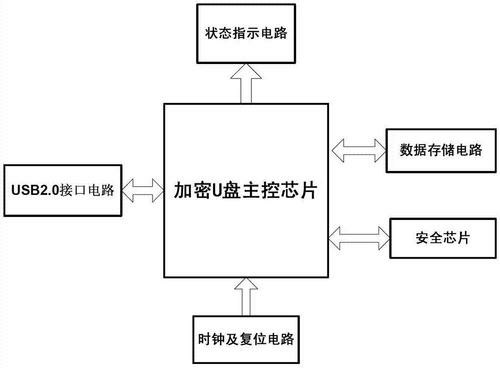 状态指示电路
数据存储电路
加密U盘主控芯片
USB2.0接口电路
安全芯片
时钟及复位电路